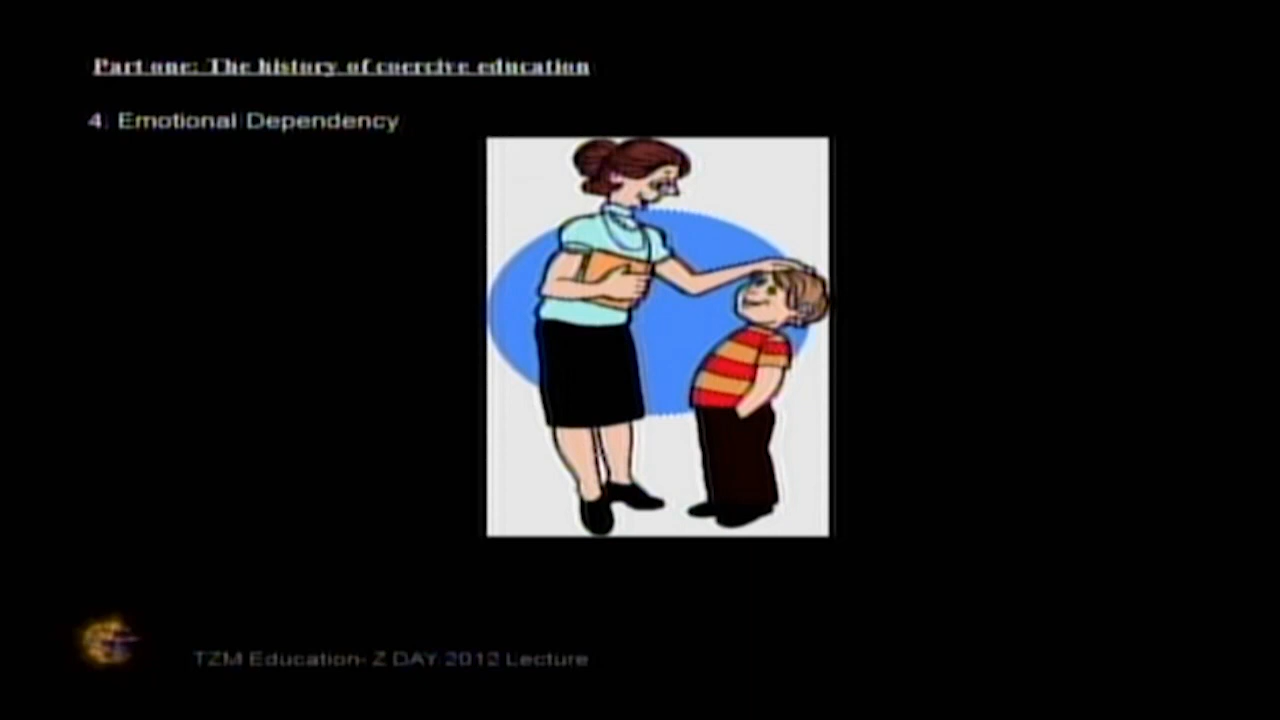 Part one: The history of coercive education
4. Emotional Dependency
TZM Education- Z DAY 2012 Lecture